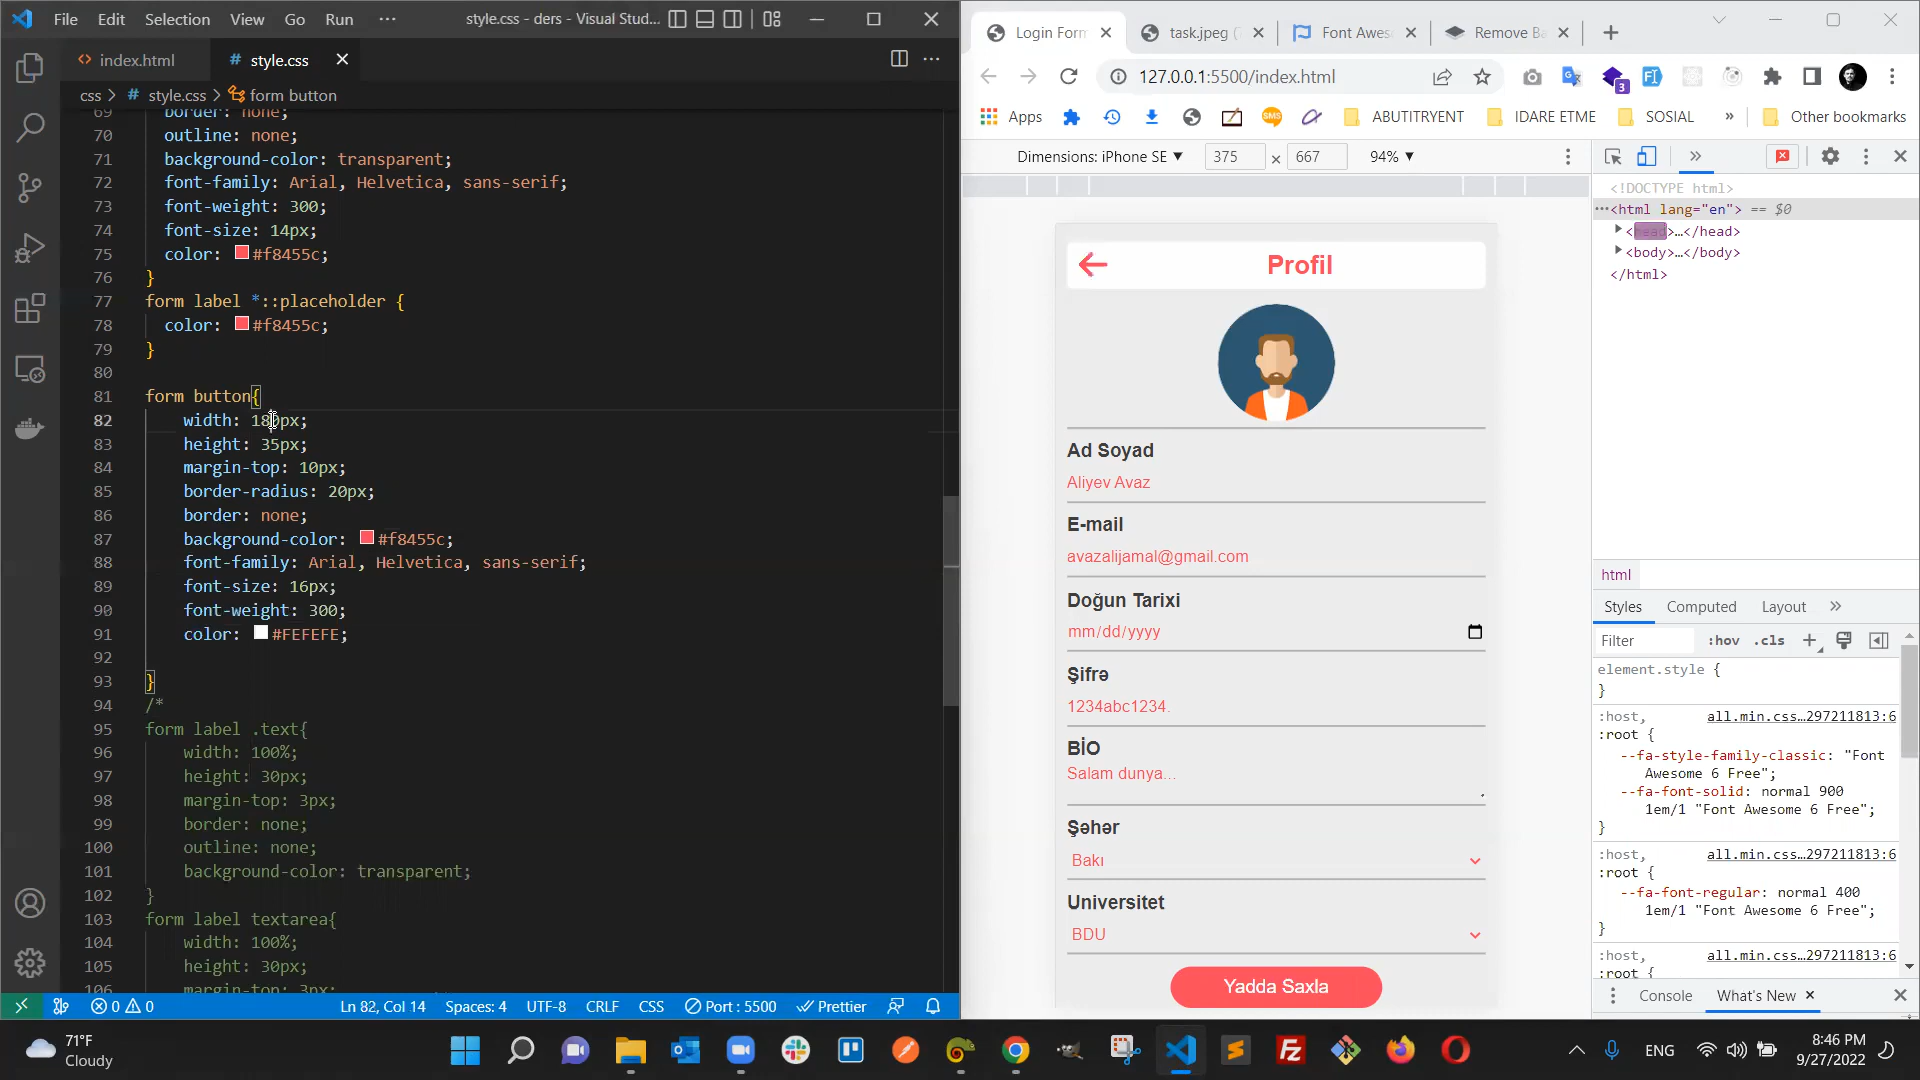 File Edit Selection View Go Run ··· style.css - ders - Visual Stud...
index.html style.css
css > # style.css > form button
69 border: none;
70 outline: none;
71 background-color: transparent;
72 font-family: Arial, Helvetica, sans-serif;
73 font-weight: 300;
74 font-size: 14px;
75 color: #f8455c;
76 }
77 form label *::placeholder {
78 color: #f8455c;
79 }
80
81 form button{
82 width: 180px;
83 height: 35px;
84 margin-top: 10px;
85 border-radius: 20px;
86 border: none;
87 background-color: #f8455c;
88 font-family: Arial, Helvetica, sans-serif;
89 font-size: 16px;
90 font-weight: 300;
91 color: #FEFEFE;
92
93 }
94 /*
95 form label .text{
96 width: 100%;
97 height: 30px;
98 margin-top: 3px;
99 border: none;
100 outline: none;
101 background-color: transparent;
102 }
103 form label textarea{
104 width: 100%;
105 height: 30px;
106 margin-top: 3px;
0 0 Ln 82, Col 14 Spaces: 4 UTF-8 CRLF CSS Port : 5500 Prettier
Login Form task.jpeg Font Awes Remove Ba
127.0.0.1:5500/index.html
3
Apps SMS ABUTITRYENT IDARE ETME SOSIAL » Other bookmarks
Dimensions: iPhone SE 375 × 667 94%
Profil
Ad Soyad
Aliyev Avaz
E-mail
avazalijamal@gmail.com
Doğun Tarixi
mm/dd/yyyy
Şifrə
1234abc1234.
BİO
Salam dunya...
Şəhər
Bakı
Universitet
BDU
Yadda Saxla
<!DOCTYPE html>
···<html lang="en"> == $0
<head>…</head>
<body>…</body>
</html>
html
Styles Computed Layout »
Filter :hov .cls
element.style {
}
:host, all.min.css…297211813:6
:root {
--fa-style-family-classic: "Font
Awesome 6 Free";
--fa-font-solid: normal 900
1em/1 "Font Awesome 6 Free";
}
:host, all.min.css…297211813:6
:root {
--fa-font-regular: normal 400
1em/1 "Font Awesome 6 Free";
}
:host, all.min.css…297211813:6
:root {
Console What's New
71°F
Cloudy
ENG
8:46 PM
9/27/2022